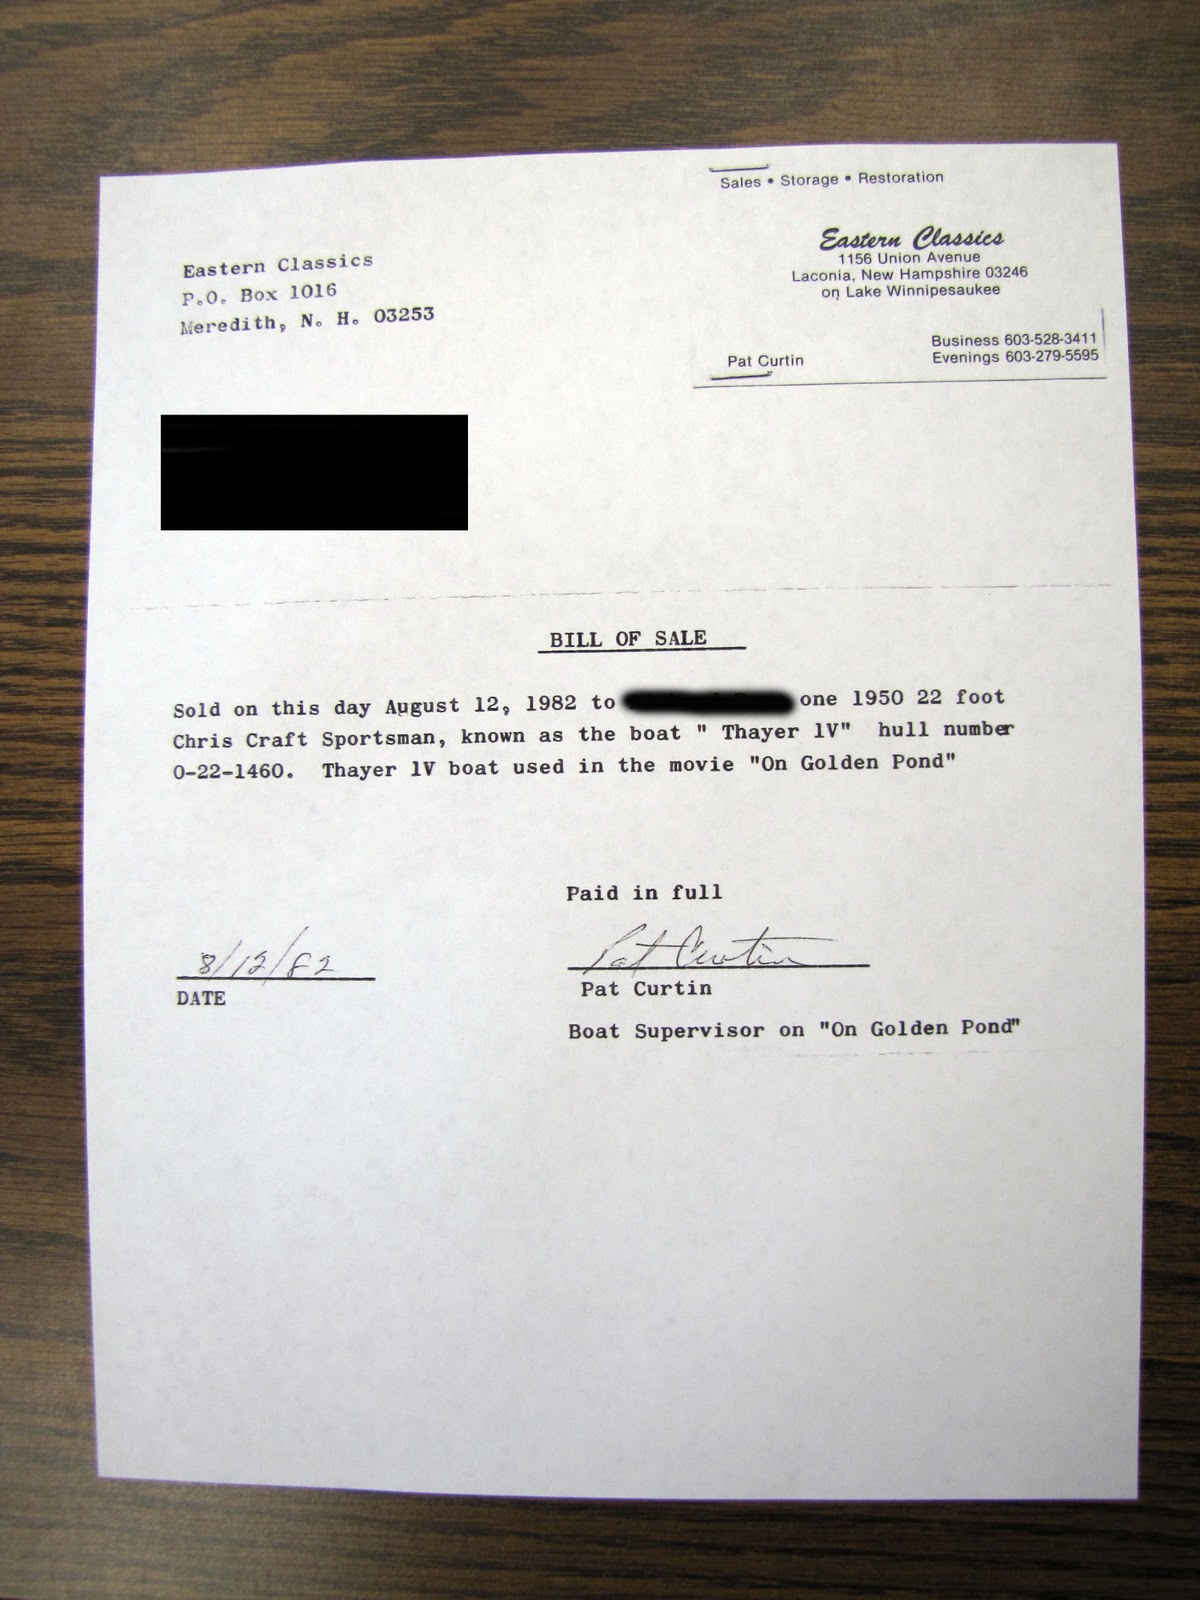 Sales • Storage • Restoration
Eastern Classics
1156 Union Avenue
Laconia, New Hampshire 03246
on Lake Winnipesaukee
Business 603-528-3411
Pat Curtin
Evenings 603-279-5595
Eastern Classics
P.O. Box 1016
Meredith, N. H. 03253
BILL OF SALE
Sold on this day August 12, 1982 to one 1950 22 foot
Chris Craft Sportsman, known as the boat " Thayer 1V" hull number
0-22-1460. Thayer 1V boat used in the movie "On Golden Pond"
Paid in full
8/12/82
Pat Curtin
DATE
Pat Curtin
Boat Supervisor on "On Golden Pond"